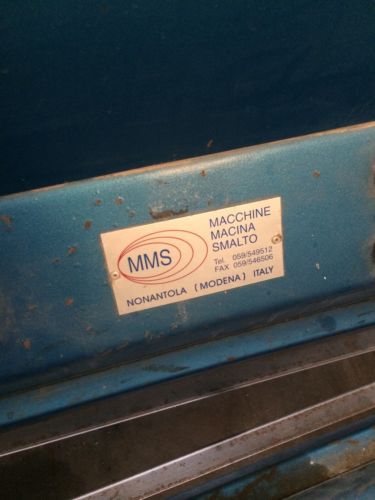 MMS
MACCHINE
MACINA
SMALTO
Tel. 059/549512
FAX 059/546506
NONANTOLA (MODENA) ITALY